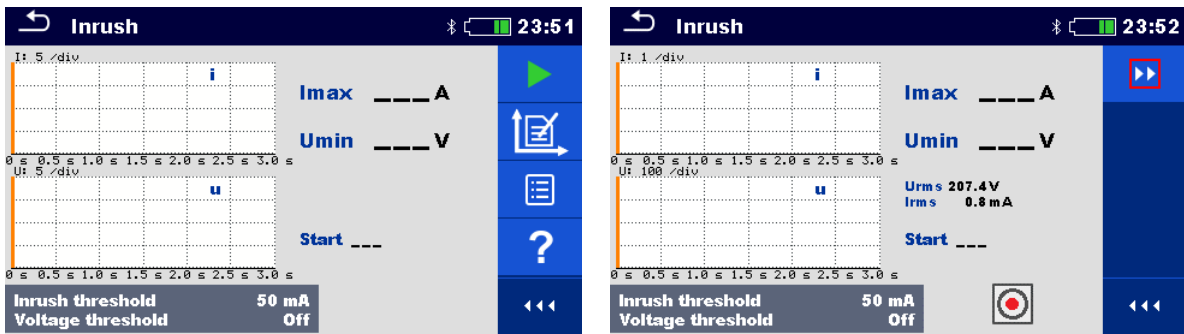 Inrush 23:51
I: 5 /div
i
Imax ___ A
Umin ___ V
0 s 0.5 s 1.0 s 1.5 s 2.0 s 2.5 s 3.0 s
U: 5 /div
u
Start ___
0 s 0.5 s 1.0 s 1.5 s 2.0 s 2.5 s 3.0 s
?
Inrush threshold 50 mA
Voltage threshold Off
Inrush 23:52
I: 1 /div
i
Imax ___ A
Umin ___ V
0 s 0.5 s 1.0 s 1.5 s 2.0 s 2.5 s 3.0 s
U: 100 /div
u
Urms 207.4 V
Irms 0.8 mA
Start ___
0 s 0.5 s 1.0 s 1.5 s 2.0 s 2.5 s 3.0 s
Inrush threshold 50 mA
Voltage threshold Off